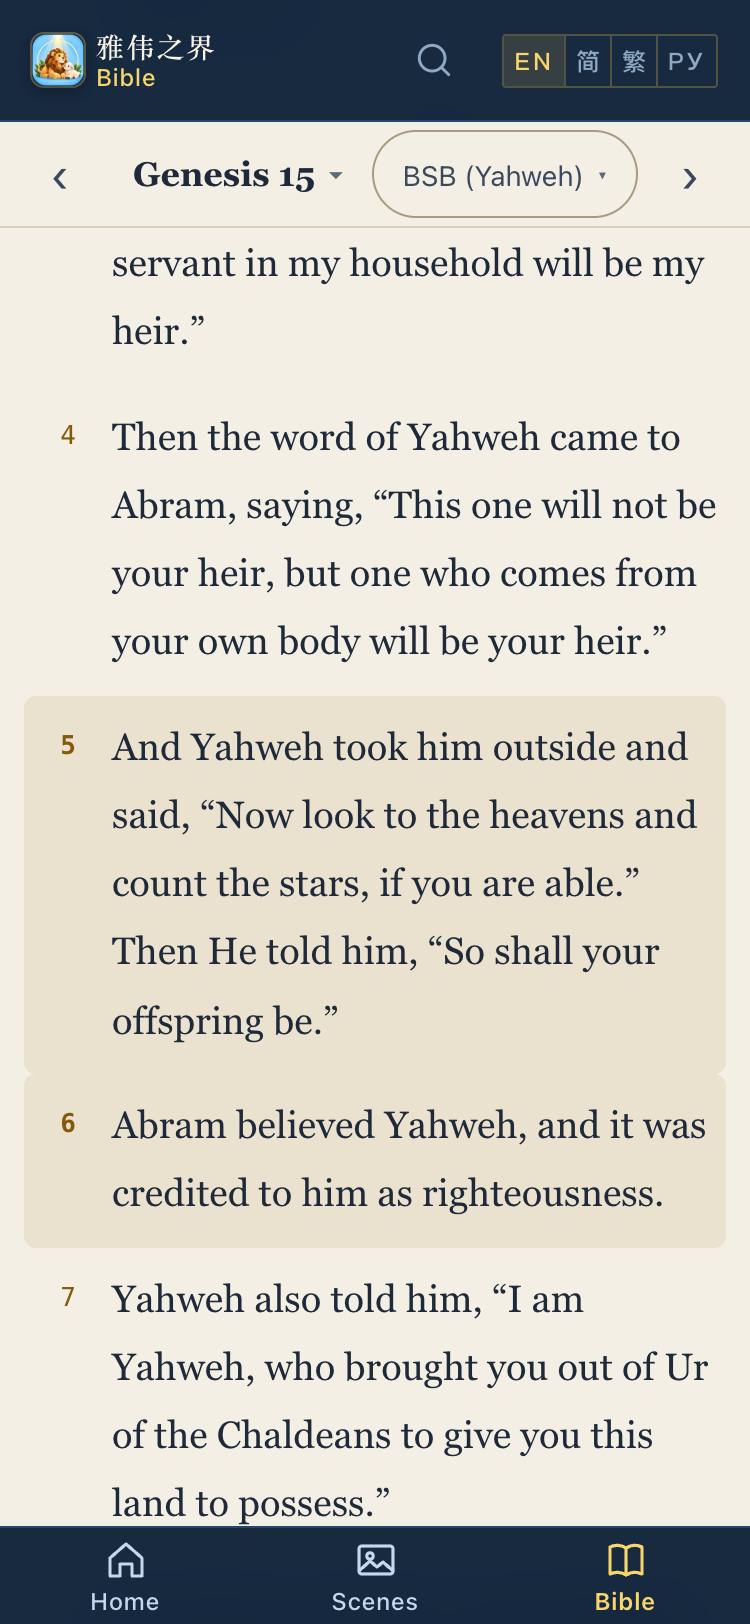 雅伟之界
Bible
EN 简 繁 РУ
‹ Genesis 15 BSB (Yahweh) ›
servant in my household will be my
heir.”
4 Then the word of Yahweh came to
Abram, saying, “This one will not be
your heir, but one who comes from
your own body will be your heir.”
5 And Yahweh took him outside and
said, “Now look to the heavens and
count the stars, if you are able.”
Then He told him, “So shall your
offspring be.”
6 Abram believed Yahweh, and it was
credited to him as righteousness.
7 Yahweh also told him, “I am
Yahweh, who brought you out of Ur
of the Chaldeans to give you this
land to possess.”
Home Scenes Bible